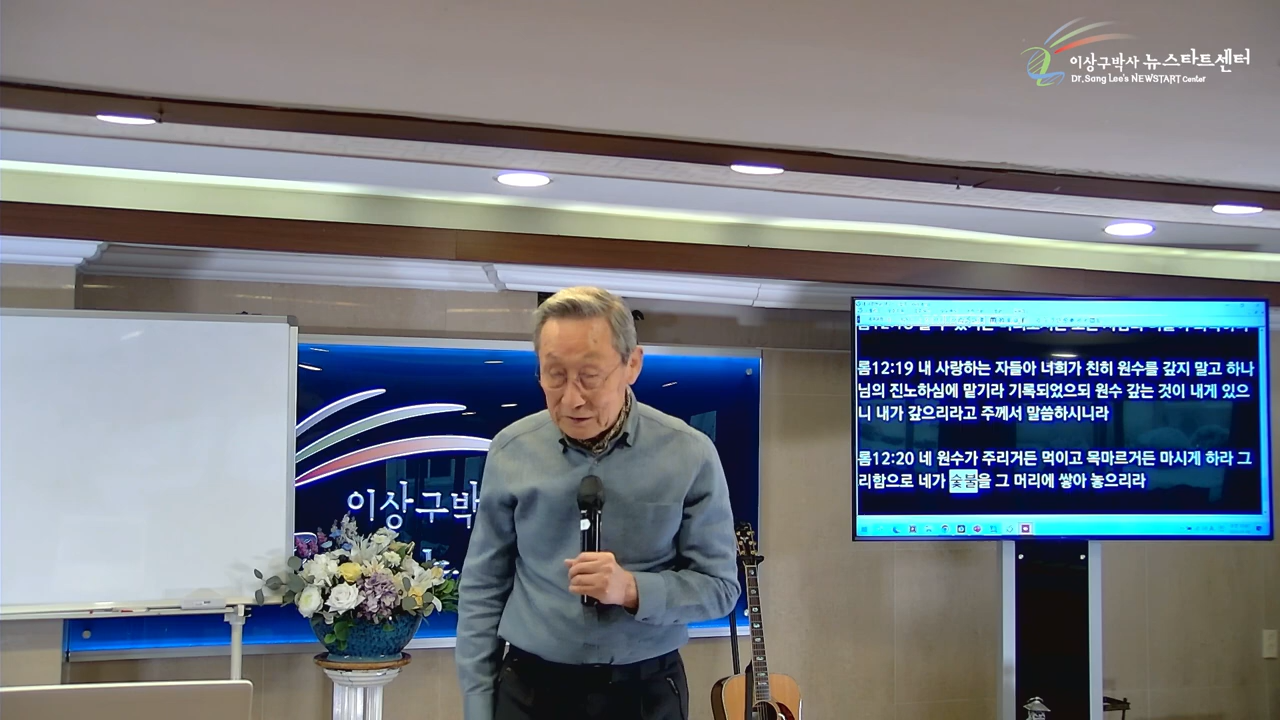 이상구박사 뉴스타트센터
Dr. Sang Lee's NEWSTART Center
롬12:19 내 사랑하는 자들아 너희가 친히 원수를 갚지 말고 하나
님의 진노하심에 맡기라 기록되었으되 원수 갚는 것이 내게 있으
니 내가 갚으리라고 주께서 말씀하시니라
롬12:20 네 원수가 주리거든 먹이고 목마르거든 마시게 하라 그
리함으로 네가 숯불을 그 머리에 쌓아 놓으리라
이상구박